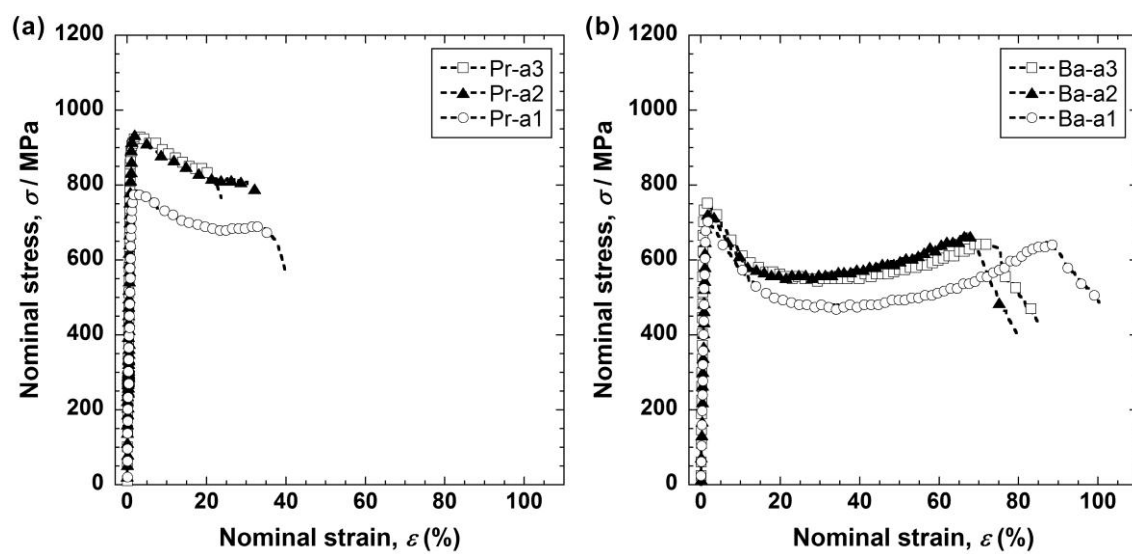 (a)
1200
1000
800
600
400
200
0
Nominal stress, σ / MPa
Pr-a3
Pr-a2
Pr-a1
0 20 40 60 80 100
Nominal strain, ε (%)
(b)
1200
1000
800
600
400
200
0
Nominal stress, σ / MPa
Ba-a3
Ba-a2
Ba-a1
0 20 40 60 80 100
Nominal strain, ε (%)